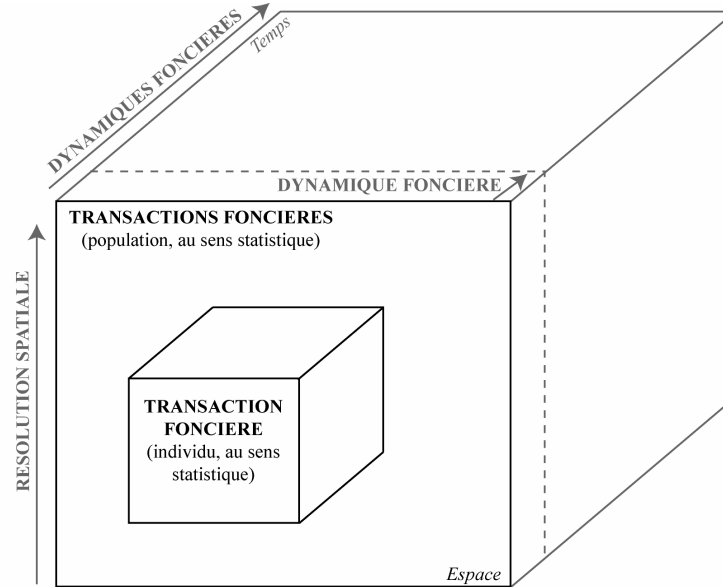 DYNAMIQUES FONCIERES
Temps
DYNAMIQUE FONCIERE
TRANSACTIONS FONCIERES
(population, au sens statistique)
RESOLUTION SPATIALE
TRANSACTION
FONCIERE
(individu, au sens
statistique)
Espace